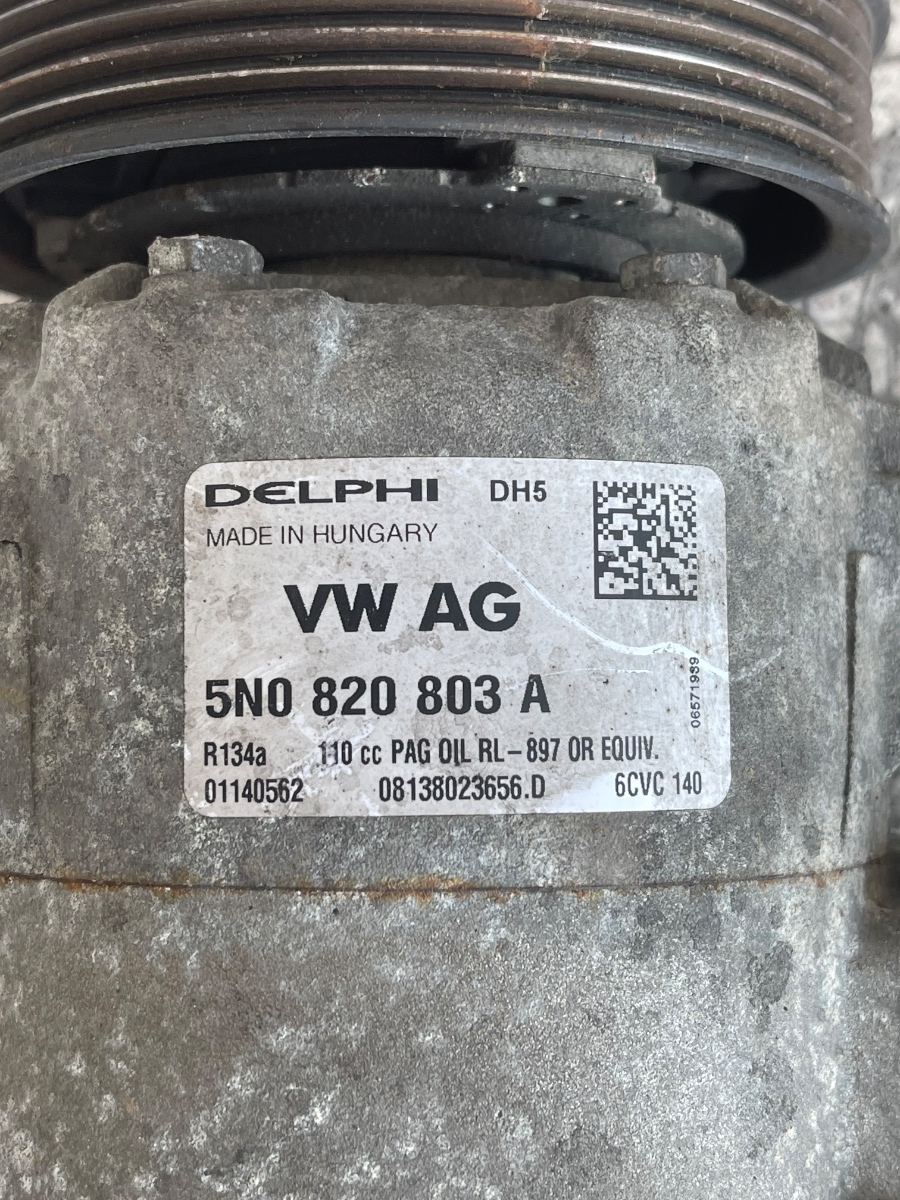 DELPHI DH5
MADE IN HUNGARY
VW AG
5N0 820 803 A
06571939
R134a 110 cc PAG OIL RL-897 OR EQUIV.
01140562 08138023656.D 6CVC 140